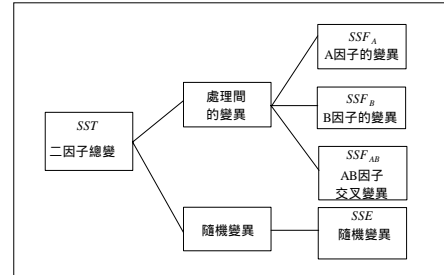 SSF_A
A因子的變異
處理間
的變異
SSF_B
B因子的變異
SST
二因子總變
SSF_AB
AB因子
交叉變異
隨機變異
SSE
隨機變異